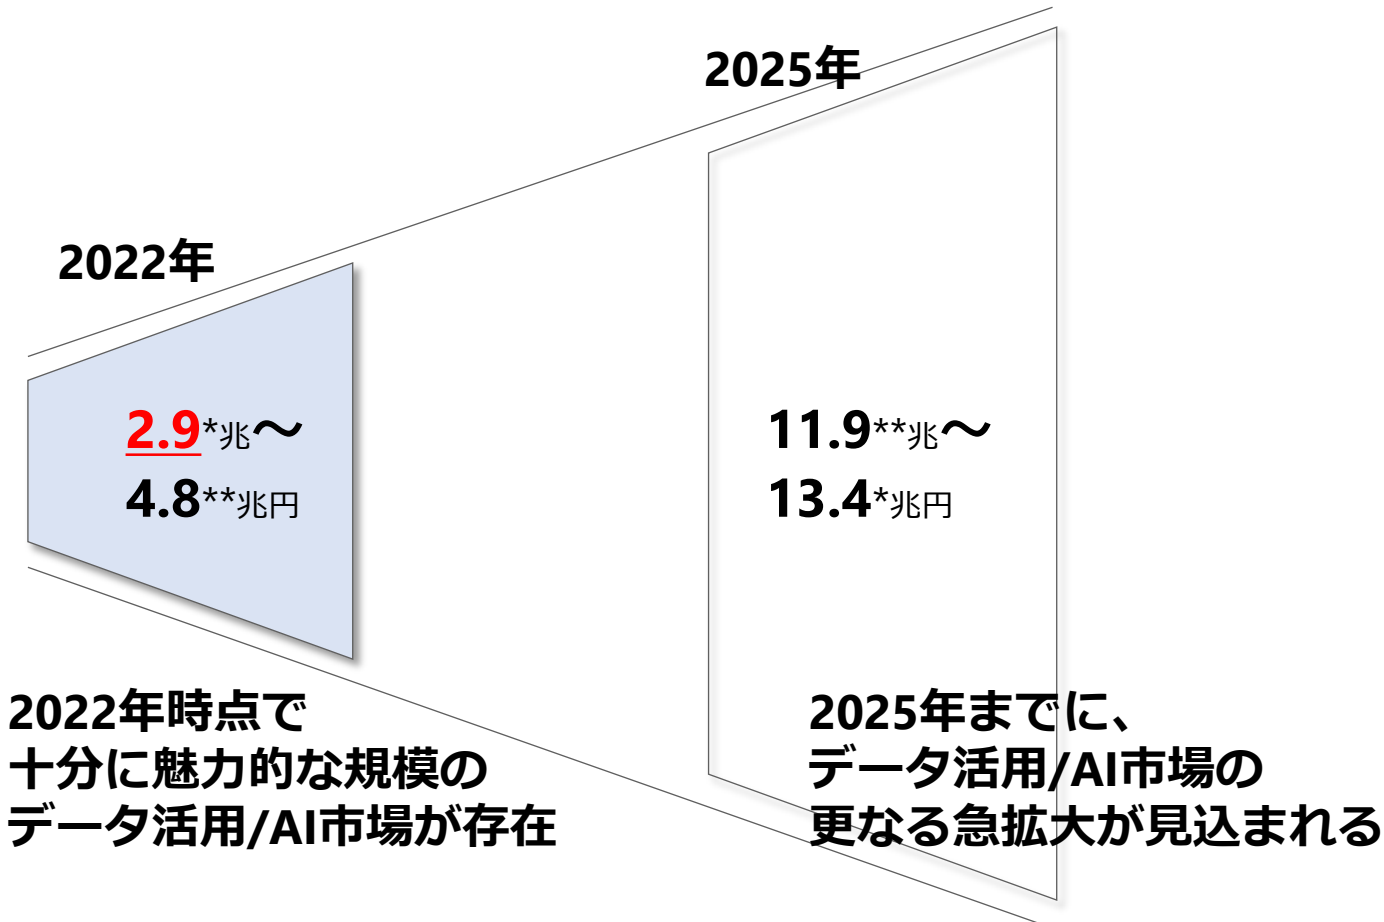 2022年
2.9*兆～
4.8**兆円
2022年時点で
十分に魅力的な規模の
データ活用/AI市場が存在
2025年
11.9**兆～
13.4*兆円
2025年までに、
データ活用/AI市場の
更なる急拡大が見込まれる